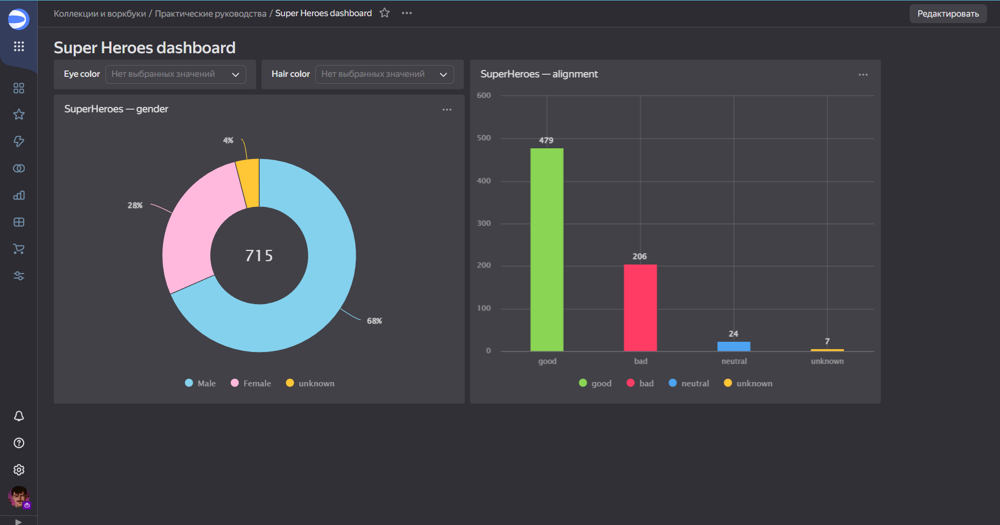 Коллекции и воркбуки / Практические руководства / Super Heroes dashboard
Редактировать
Super Heroes dashboard
Eye color Нет выбранных значений
Hair color Нет выбранных значений
SuperHeroes — gender
4%
28%
715
68%
Male Female unknown
SuperHeroes — alignment
600
500
400
300
200
100
0
479
206
24
7
good bad neutral unknown
good bad neutral unknown